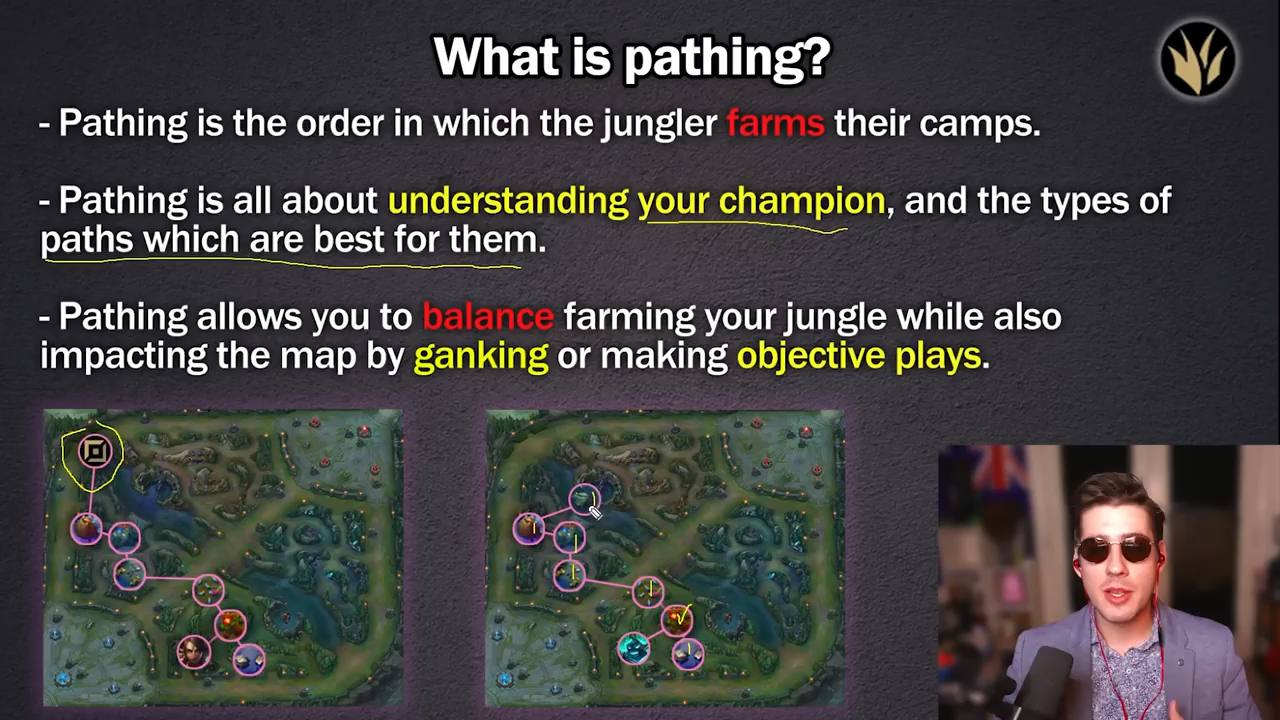 What is pathing?
- Pathing is the order in which the jungler farms their camps.
- Pathing is all about understanding your champion, and the types of
paths which are best for them.
- Pathing allows you to balance farming your jungle while also
impacting the map by ganking or making objective plays.